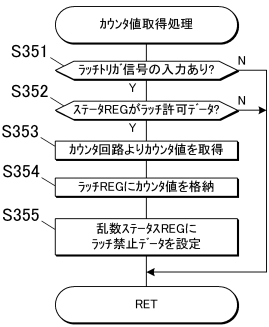 カウンタ値取得処理
S351
ラッチトリガ信号の入力あり?
N
Y
S352
ステータREGがラッチ許可データ?
N
Y
S353
カウンタ回路よりカウンタ値を取得
S354
ラッチREGにカウンタ値を格納
S355
乱数ステータスREGに
ラッチ禁止データを設定
RET